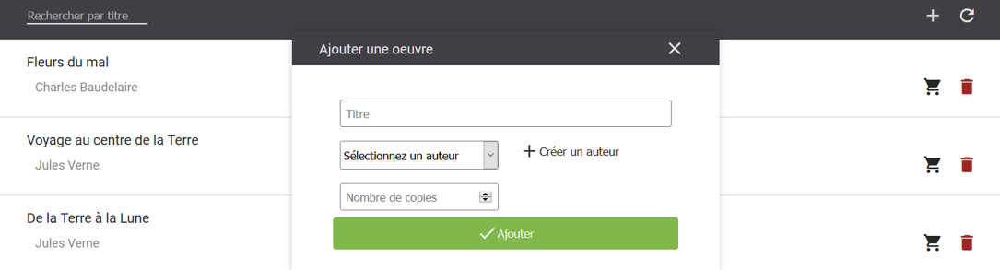 Rechercher par titre
Ajouter une oeuvre
Fleurs du mal
Charles Baudelaire
Titre
Voyage au centre de la Terre
Jules Verne
Sélectionnez un auteur
Créer un auteur
Nombre de copies
De la Terre à la Lune
Jules Verne
Ajouter